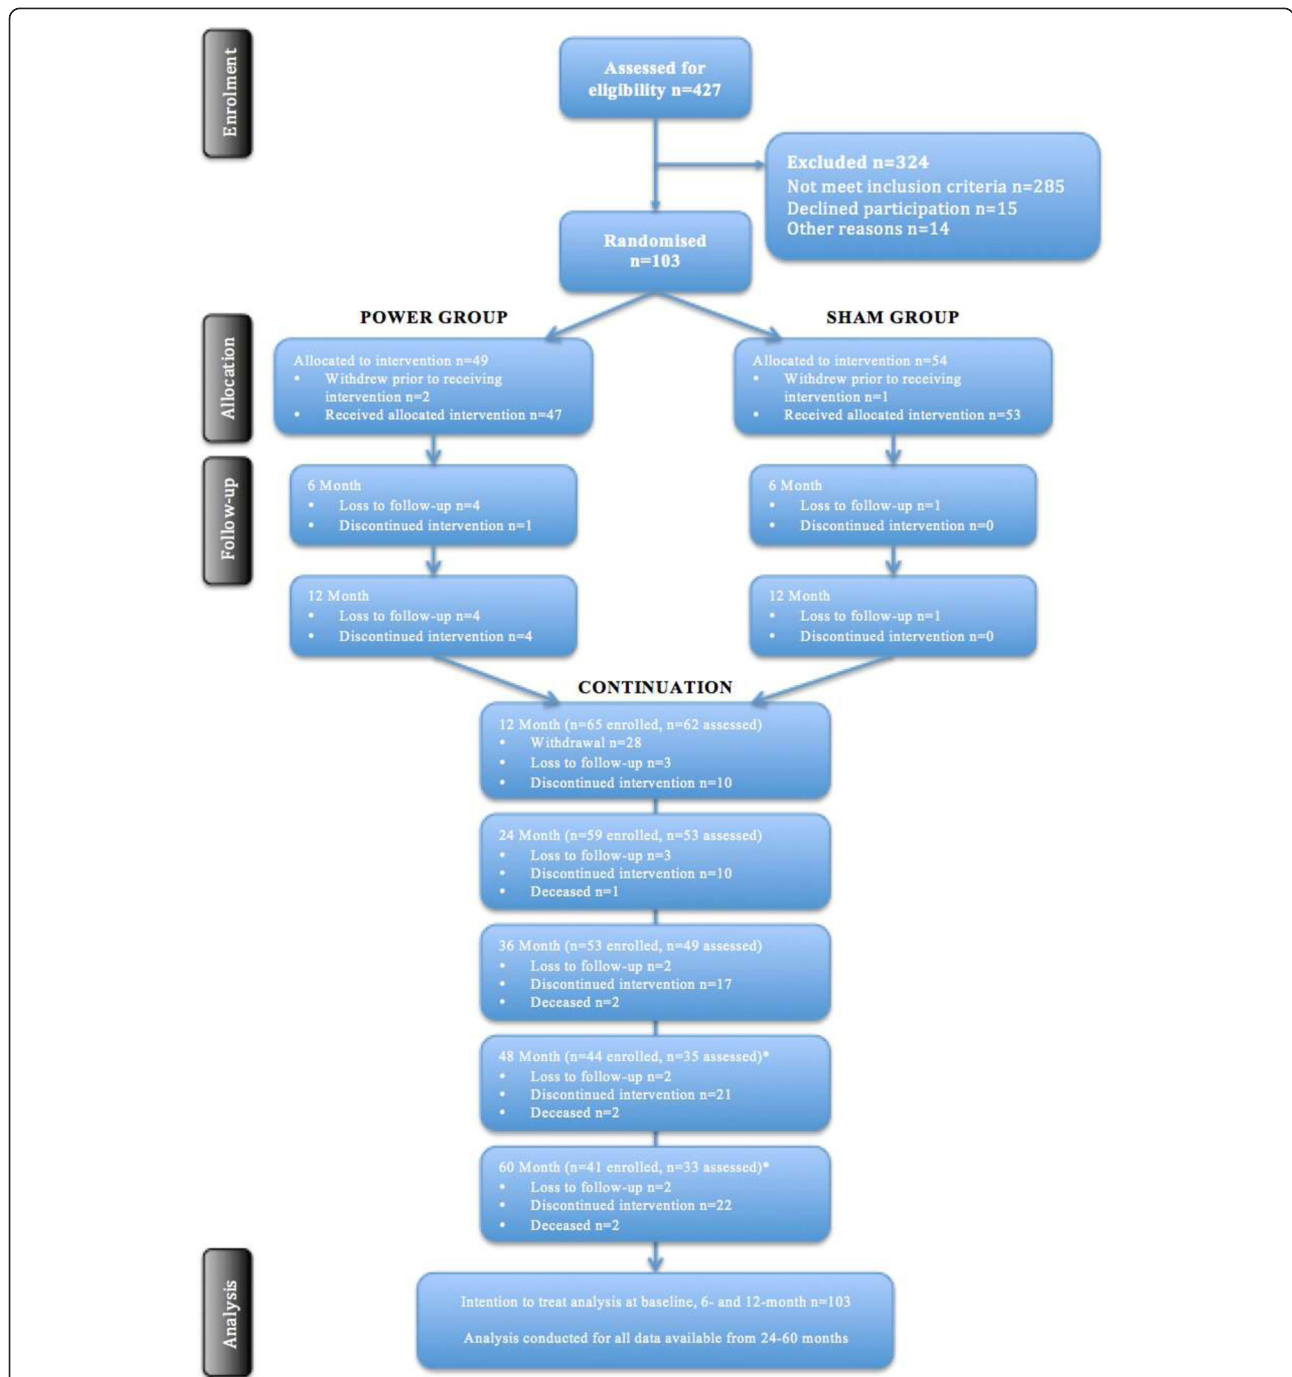 Enrolment
Assessed for
eligibility n=427
Excluded n=324
Not meet inclusion criteria n=285
Declined participation n=15
Other reasons n=14
Randomised
n=103
POWER GROUP
SHAM GROUP
Allocation
Allocated to intervention n=49
• Withdrew prior to receiving
intervention n=2
• Received allocated intervention n=47
Allocated to intervention n=54
• Withdrew prior to receiving
intervention n=1
• Received allocated intervention n=53
Follow-up
6 Month
• Loss to follow-up n=4
• Discontinued intervention n=1
6 Month
• Loss to follow-up n=1
• Discontinued intervention n=0
12 Month
• Loss to follow-up n=4
• Discontinued intervention n=4
12 Month
• Loss to follow-up n=1
• Discontinued intervention n=0
CONTINUATION
12 Month (n=65 enrolled, n=62 assessed)
• Withdrawal n=28
• Loss to follow-up n=3
• Discontinued intervention n=10
24 Month (n=59 enrolled, n=53 assessed)
• Loss to follow-up n=3
• Discontinued intervention n=10
• Deceased n=1
36 Month (n=53 enrolled, n=49 assessed)
• Loss to follow-up n=2
• Discontinued intervention n=17
• Deceased n=2
48 Month (n=44 enrolled, n=35 assessed)*
• Loss to follow-up n=2
• Discontinued intervention n=21
• Deceased n=2
60 Month (n=41 enrolled, n=33 assessed)*
• Loss to follow-up n=2
• Discontinued intervention n=22
• Deceased n=2
Analysis
Intention to treat analysis at baseline, 6- and 12-month n=103
Analysis conducted for all data available from 24-60 months